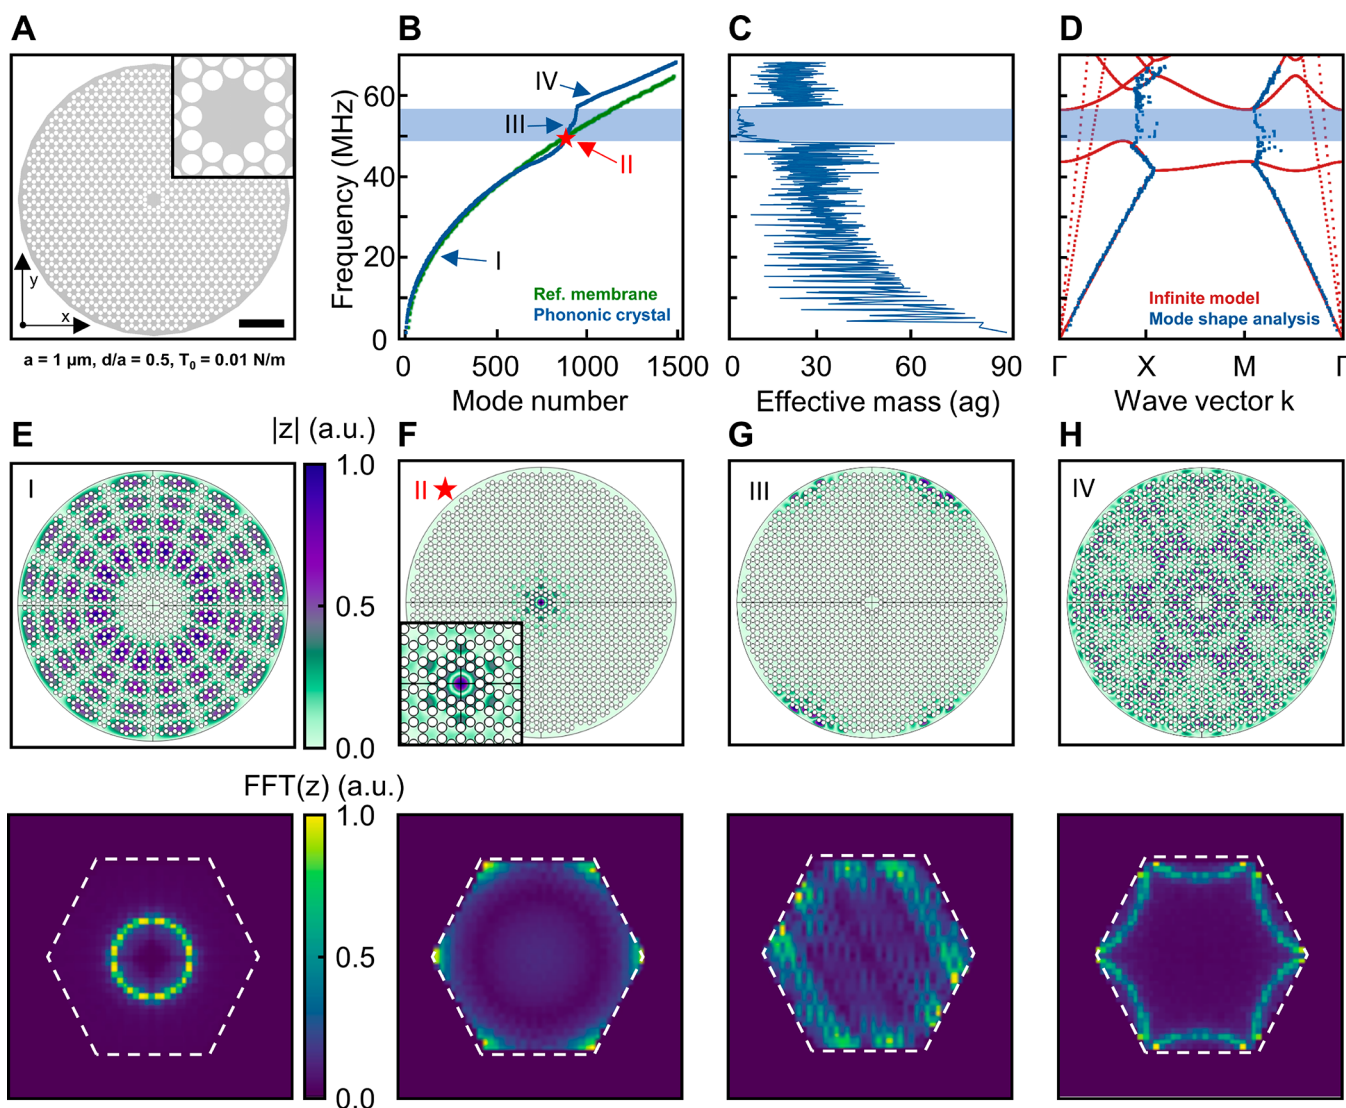 A
y
x
a = 1 µm, d/a = 0.5, T₀ = 0.01 N/m
B
Frequency (MHz)
60
40
20
0
IV
III
II
I
Ref. membrane
Phononic crystal
0
500
1000
1500
Mode number
C
0
30
60
90
Effective mass (ag)
D
Infinite model
Mode shape analysis
Γ
X
M
Γ
Wave vector k
E
|z| (a.u.)
I
1.0
0.5
0.0
F
II
G
III
H
IV
FFT(z) (a.u.)
1.0
0.5
0.0